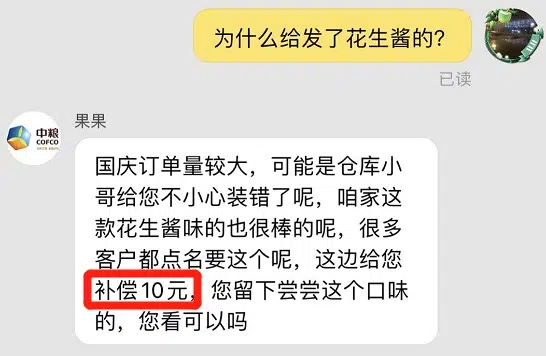 为什么给发了花生酱的?
已读
果果
中粮
COFCO
国庆订单量较大，可能是仓库小
哥给您不小心装错了呢，咱家这
款花生酱味的也很棒的呢，很多
客户都点名要这个呢，这边给您
补偿10元，您留下尝尝这个口味
的，您看可以吗